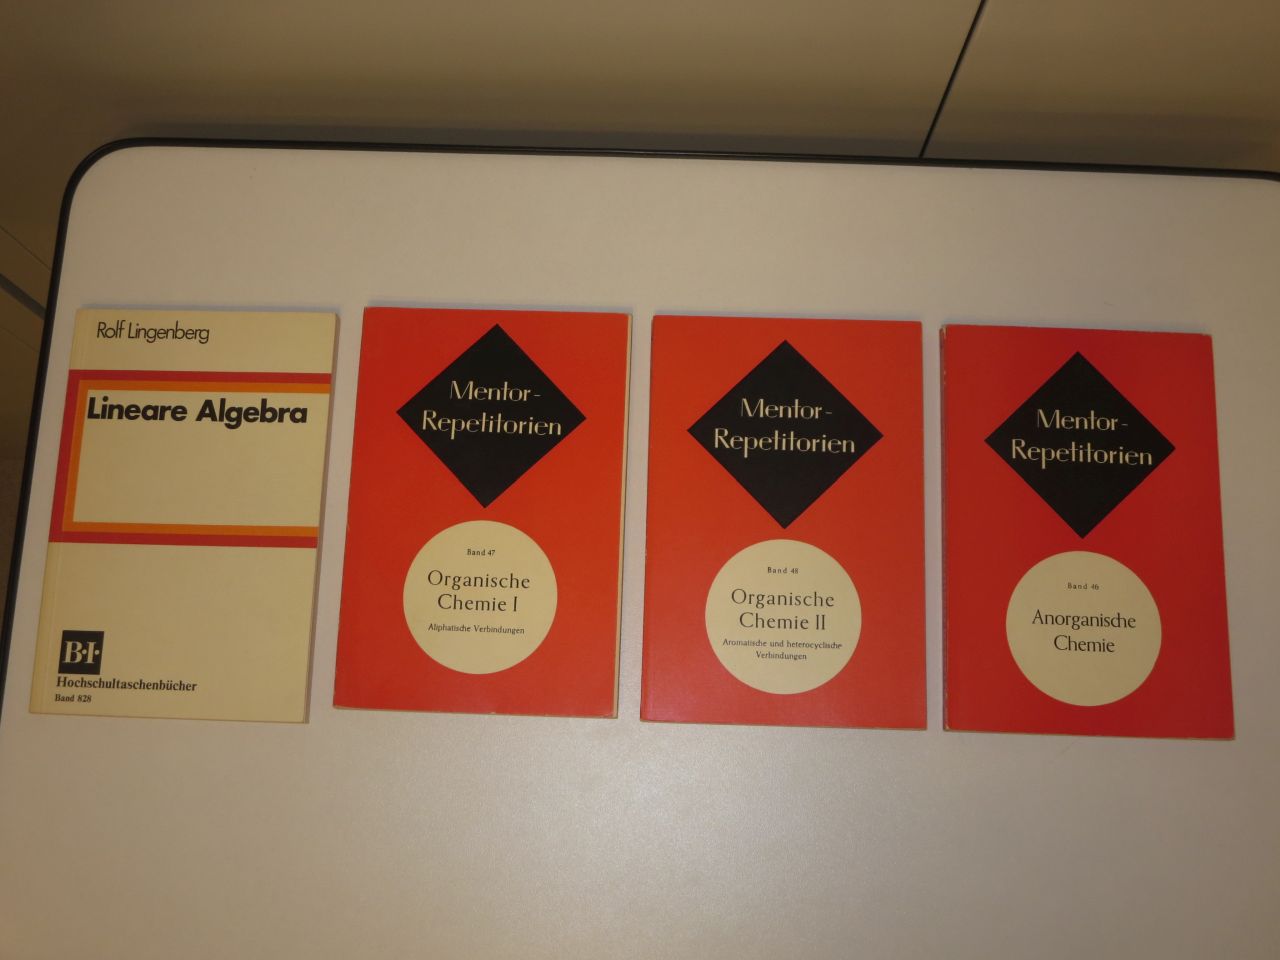 Rolf Lingenberg
Lineare Algebra
B·I·
Hochschultaschenbücher
Band 828
Mentor-
Repetitorien
Band 47
Organische
Chemie I
Aliphatische Verbindungen
Mentor-
Repetitorien
Band 48
Organische
Chemie II
Aromatische und heterocyclische
Verbindungen
Mentor-
Repetitorien
Band 46
Anorganische
Chemie